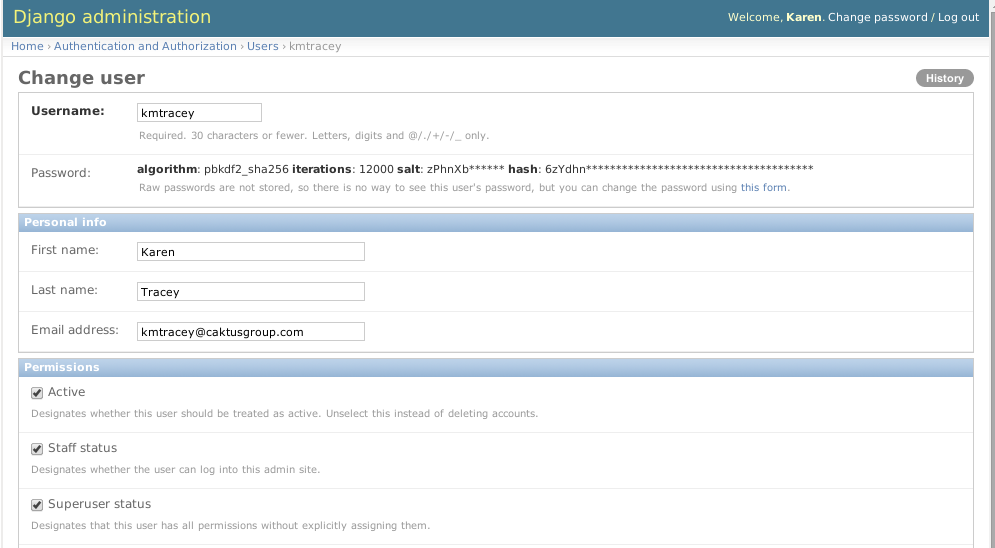 Django administration
Welcome, Karen. Change password / Log out
Home › Authentication and Authorization › Users › kmtracey
Change user
History
Username:
kmtracey
Required. 30 characters or fewer. Letters, digits and @/./+/-/_ only.
Password:
algorithm: pbkdf2_sha256 iterations: 12000 salt: zPhnXb****** hash: 6zYdhn**************************************
Raw passwords are not stored, so there is no way to see this user's password, but you can change the password using this form.
Personal info
First name:
Karen
Last name:
Tracey
Email address:
kmtracey@caktusgroup.com
Permissions
Active
Designates whether this user should be treated as active. Unselect this instead of deleting accounts.
Staff status
Designates whether the user can log into this admin site.
Superuser status
Designates that this user has all permissions without explicitly assigning them.